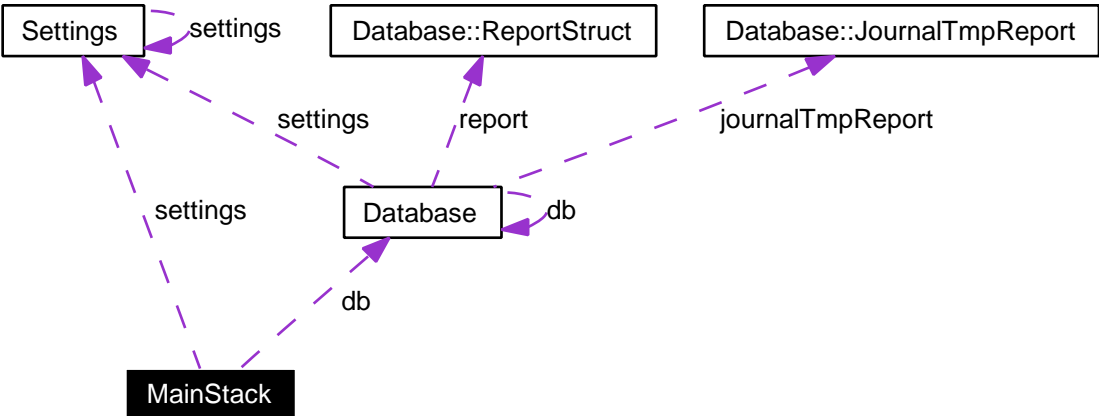 Settings
settings
Database::ReportStruct
Database::JournalTmpReport
settings
report
journalTmpReport
settings
Database
db
db
MainStack